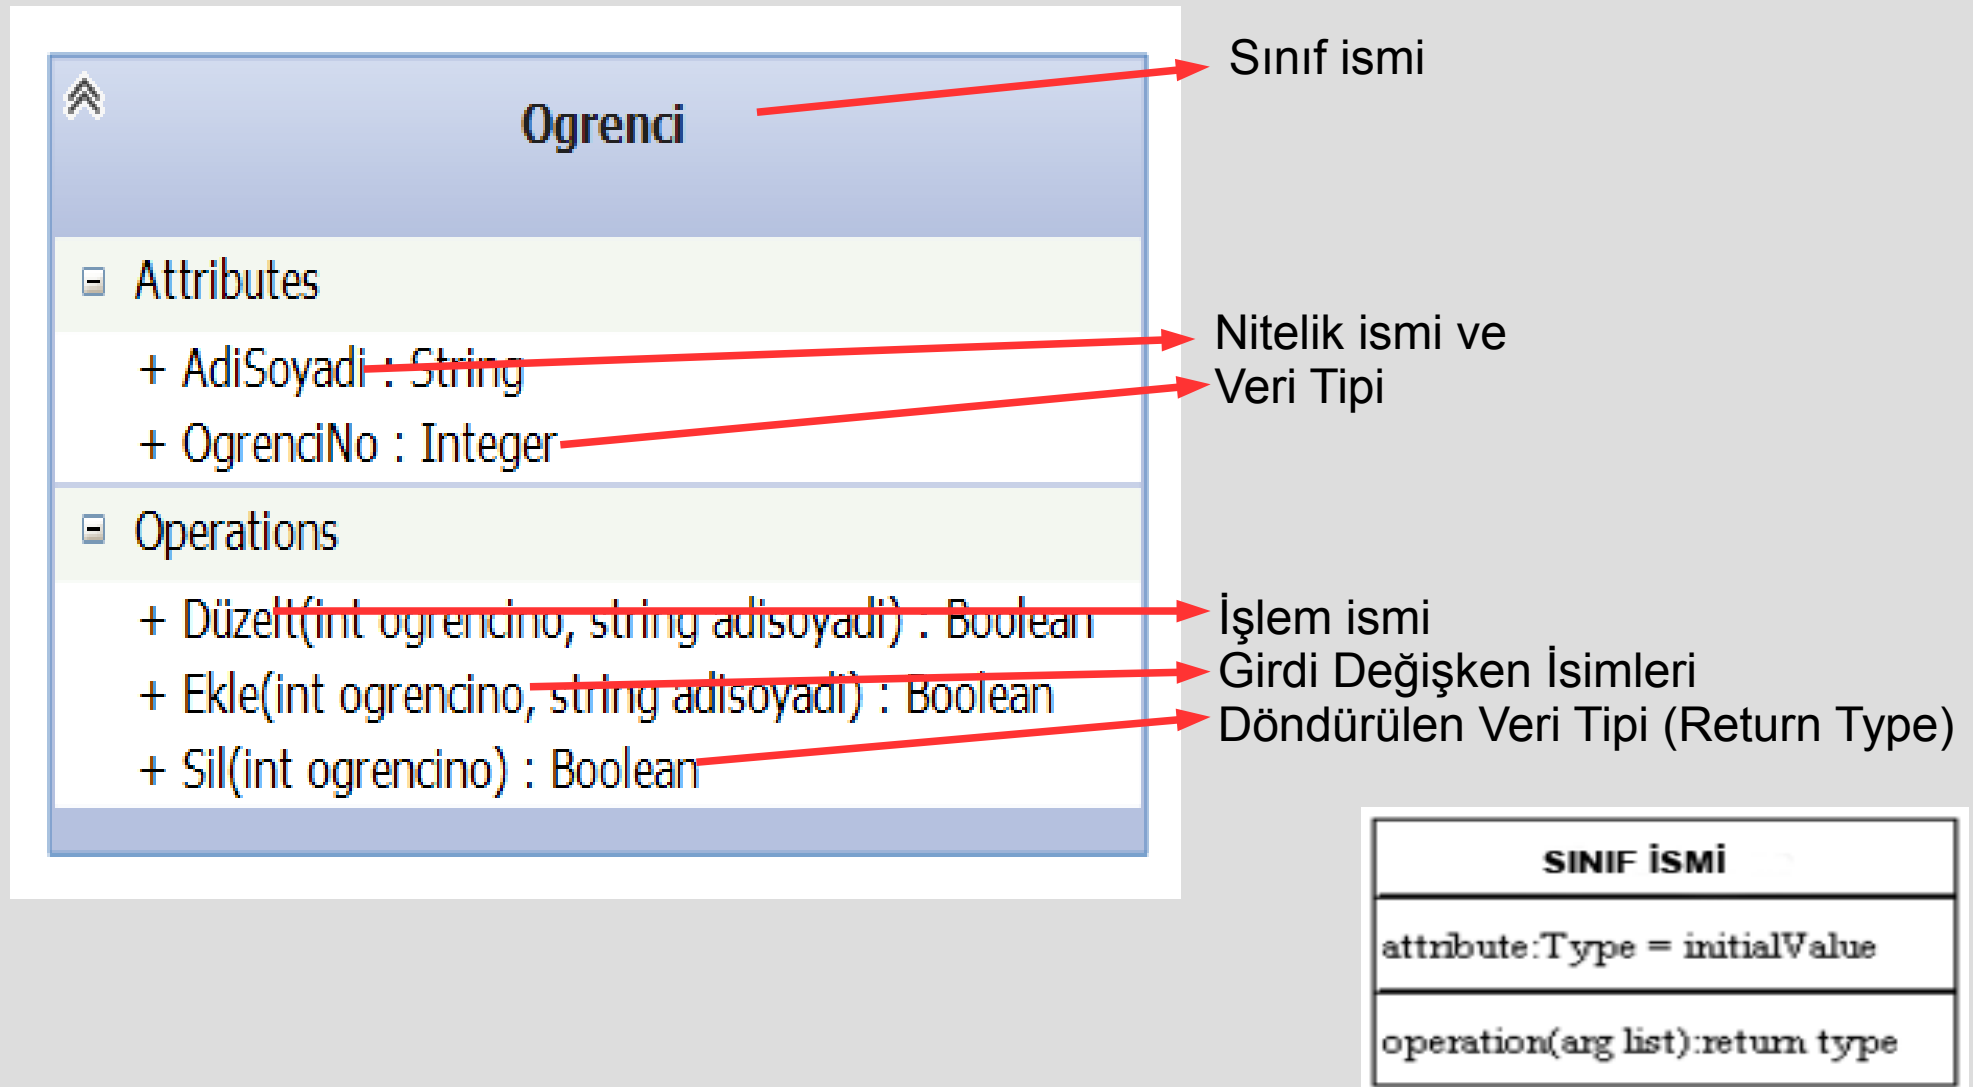 Ogrenci
Sınıf ismi
Attributes
+ AdiSoyadi : String
+ OgrenciNo : Integer
Nitelik ismi ve
Veri Tipi
Operations
+ Düzelt(int ogrencino, string adisoyadi) : Boolean
+ Ekle(int ogrencino, string adisoyadi) : Boolean
+ Sil(int ogrencino) : Boolean
İşlem ismi
Girdi Değişken İsimleri
Döndürülen Veri Tipi (Return Type)
SINIF İSMİ
attribute:Type = initialValue
operation(arg list):return type